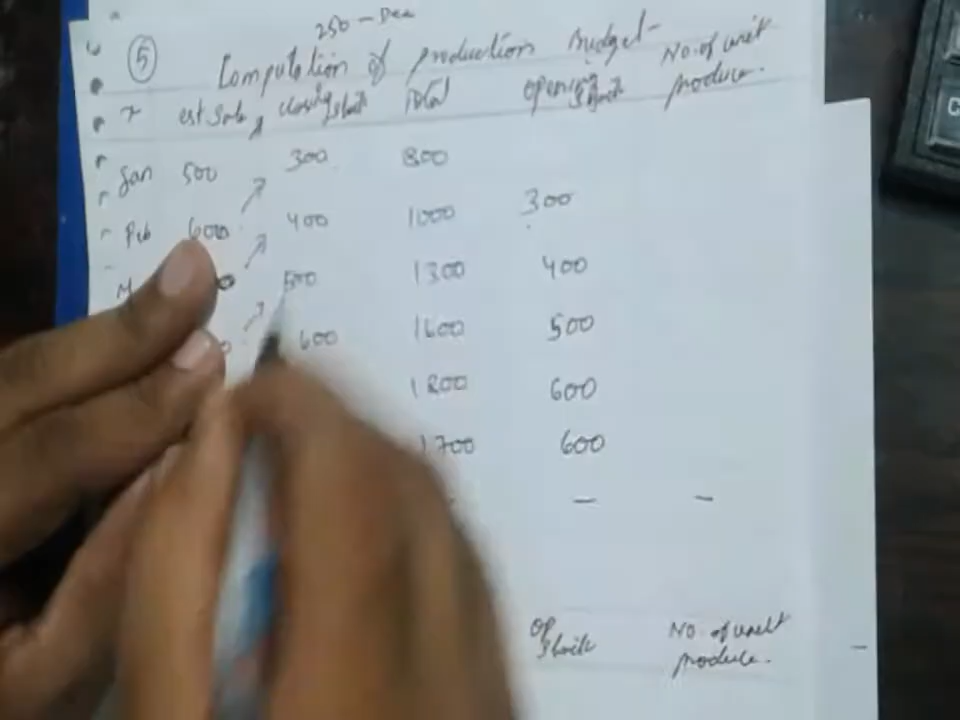 250 - Dec
5 Computation of production Budget
est Sale closing Stock Total opening Stock No. of unit produce.
Jan 500 300 800
Feb 600 400 1000 300
500 1300 400
600 1600 500
1800 600
1700 600
— —
op Stock No. of unit produce.